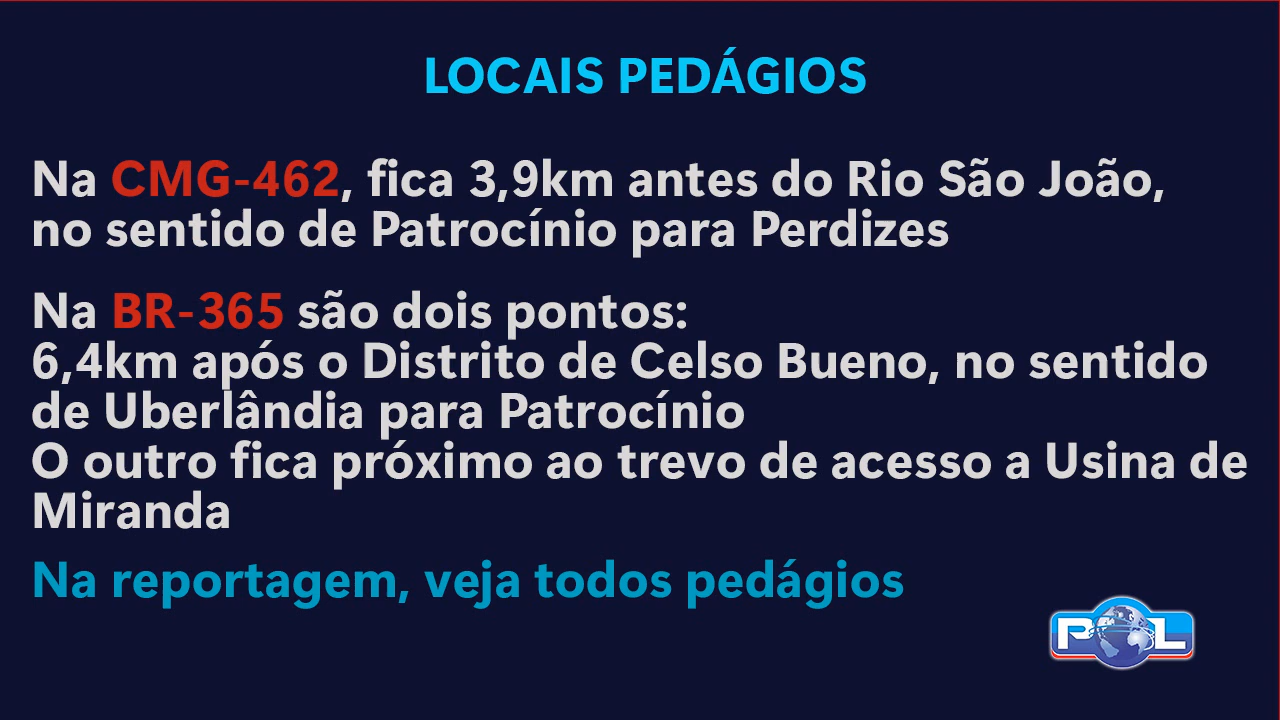 LOCAIS PEDÁGIOS
Na CMG-462, fica 3,9km antes do Rio São João,
no sentido de Patrocínio para Perdizes
Na BR-365 são dois pontos:
6,4km após o Distrito de Celso Bueno, no sentido
de Uberlândia para Patrocínio
O outro fica próximo ao trevo de acesso a Usina de
Miranda
Na reportagem, veja todos pedágios
POL